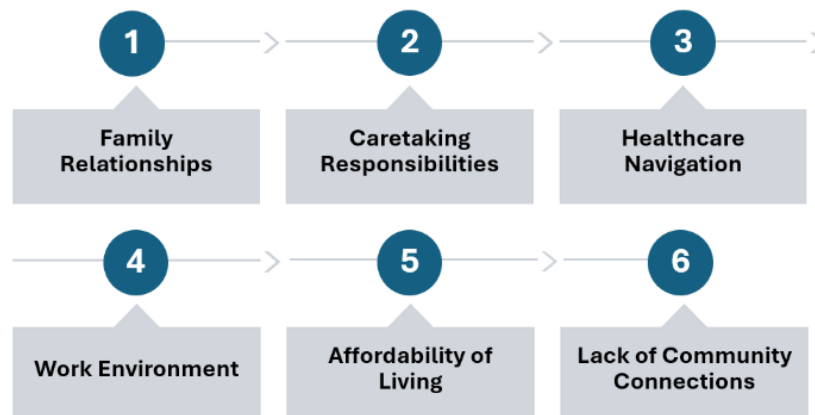 1
2
3
Family
Relationships
Caretaking
Responsibilities
Healthcare
Navigation
4
5
6
Work Environment
Affordability of
Living
Lack of Community
Connections